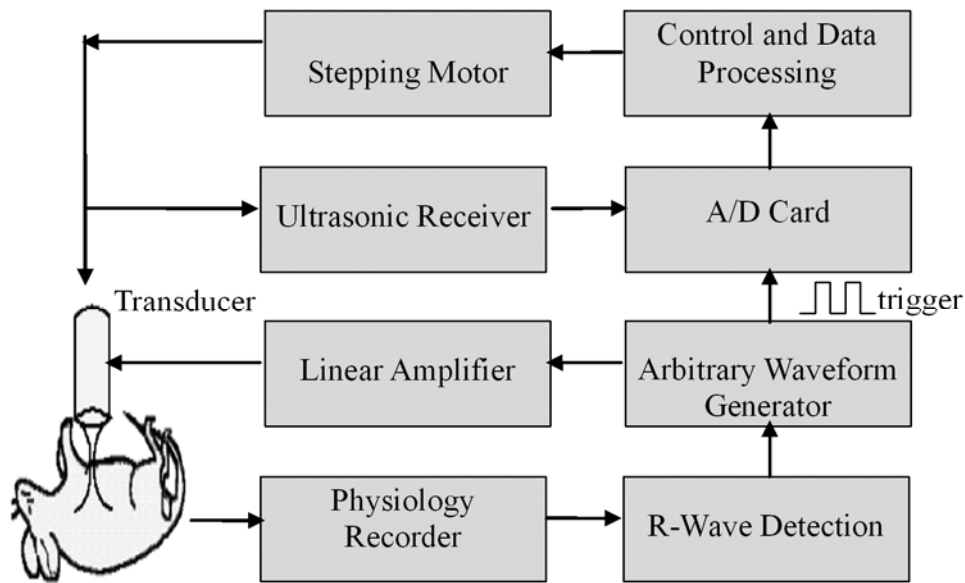 Stepping Motor
Control and Data
Processing
Ultrasonic Receiver
A/D Card
Transducer
trigger
Linear Amplifier
Arbitrary Waveform
Generator
Physiology
Recorder
R-Wave Detection